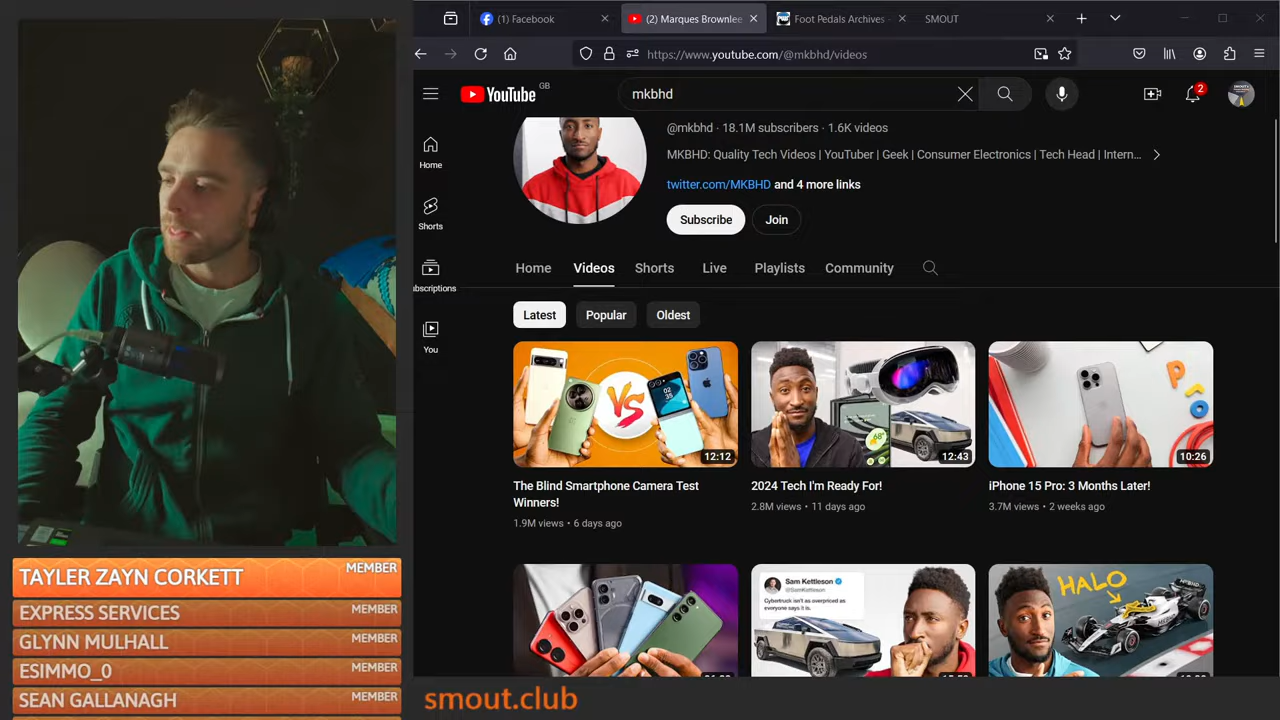 (1) Facebook
(2) Marques Brownlee
Foot Pedals Archives
SMOUT
https://www.youtube.com/@mkbhd/videos
YouTube GB
mkbhd
2
@mkbhd · 18.1M subscribers · 1.6K videos
MKBHD: Quality Tech Videos | YouTuber | Geek | Consumer Electronics | Tech Head | Intern...
twitter.com/MKBHD and 4 more links
Subscribe
Join
Home
Shorts
ubscriptions
You
Home
Videos
Shorts
Live
Playlists
Community
Latest
Popular
Oldest
VS
12:12
68°
12:43
10:26
The Blind Smartphone Camera Test
Winners!
1.9M views • 6 days ago
2024 Tech I'm Ready For!
2.8M views • 11 days ago
iPhone 15 Pro: 3 Months Later!
3.7M views • 2 weeks ago
Sam Kettleson
@SamKettleson
Cybertruck isn't as overpriced as
everyone says it is.
HALO
TAYLER ZAYN CORKETT
MEMBER
EXPRESS SERVICES
MEMBER
GLYNN MULHALL
MEMBER
ESIMMO_0
MEMBER
SEAN GALLANAGH
MEMBER
smout.club